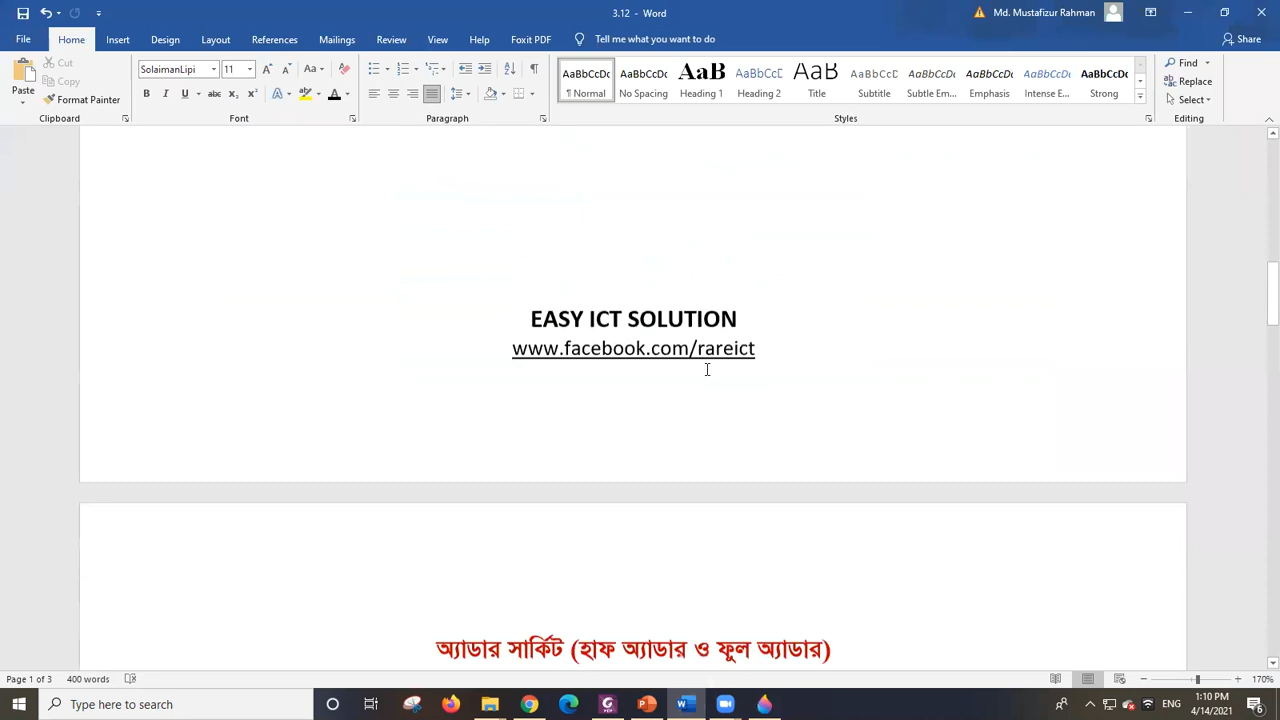 3.12 - Word
Md. Mustafizur Rahman
File Home Insert Design Layout References Mailings Review View Help Foxit PDF Tell me what you want to do Share
Paste
Cut
Copy
Format Painter
Clipboard
SolaimanLipi 11
Font
Paragraph
AaBbCcDc AaBbCcDc AaB AaBbCcE AaB AaBbCcD AaBbCcDc AaBbCcDc AaBbCcDc AaBbCcDc
¶ Normal No Spacing Heading 1 Heading 2 Title Subtitle Subtle Em... Emphasis Intense E... Strong
Styles
Find
Replace
Select
Editing
EASY ICT SOLUTION
www.facebook.com/rareict
অ্যাডার সার্কিট (হাফ অ্যাডার ও ফুল অ্যাডার)
Page 1 of 3 400 words 170%
Type here to search
1:10 PM
4/14/2021
6